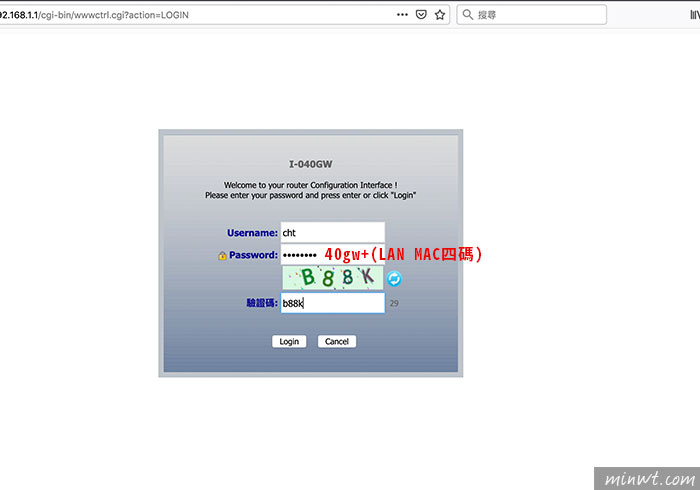 92.168.1.1/cgi-bin/wwwctrl.cgi?action=LOGIN
搜尋
I-040GW
Welcome to your router Configuration Interface !
Please enter your password and press enter or click "Login"
Username: cht
Password: •••••••• 40gw+(LAN MAC四碼)
B88K
驗證碼: b88k 29
Login Cancel
minwt.com